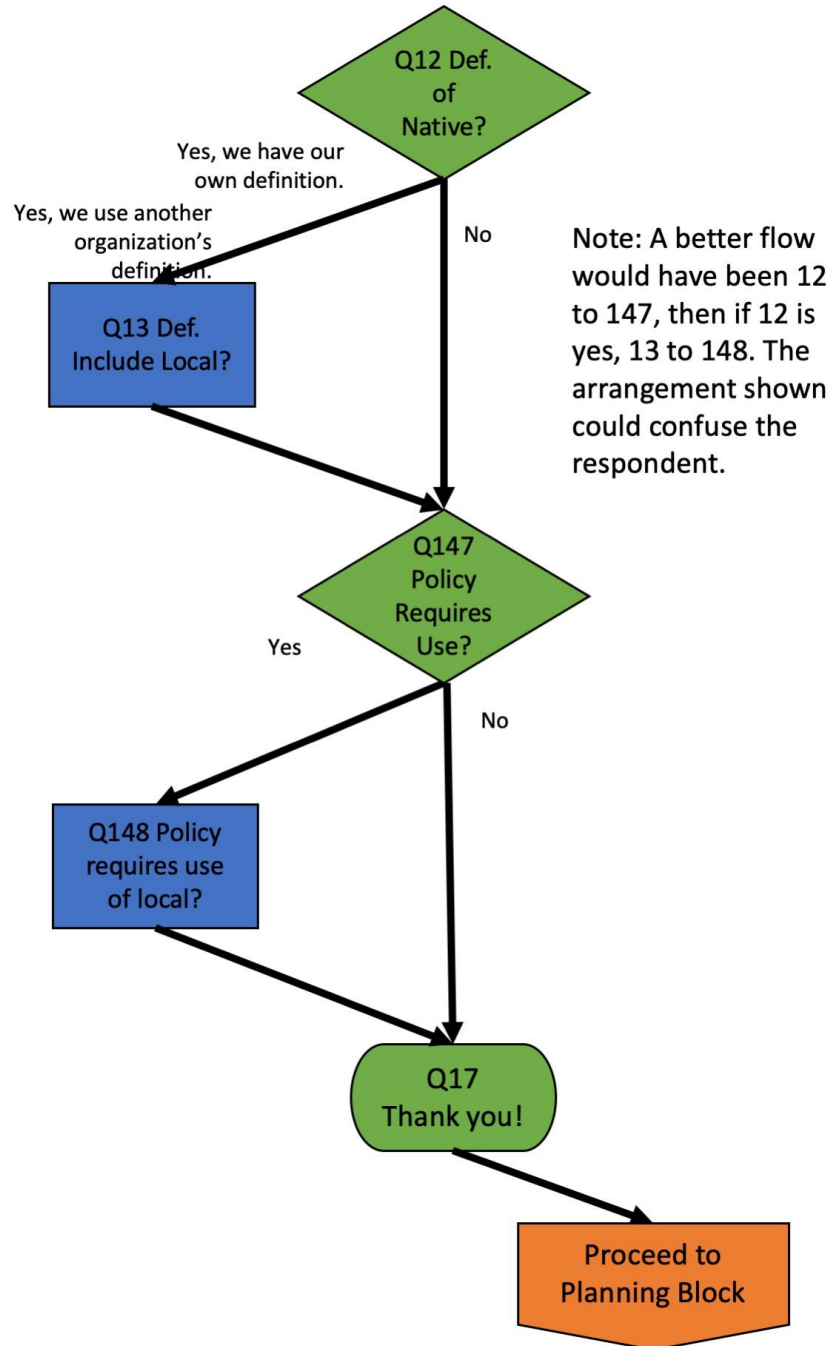 Q12 Def.
of
Native?
Yes, we have our
own definition.
Yes, we use another
organization's
definition.
No
Note: A better flow
would have been 12
to 147, then if 12 is
yes, 13 to 148. The
arrangement shown
could confuse the
respondent.
Q13 Def.
Include Local?
Q147
Policy
Requires
Use?
Yes
No
Q148 Policy
requires use
of local?
Q17
Thank you!
Proceed to
Planning Block